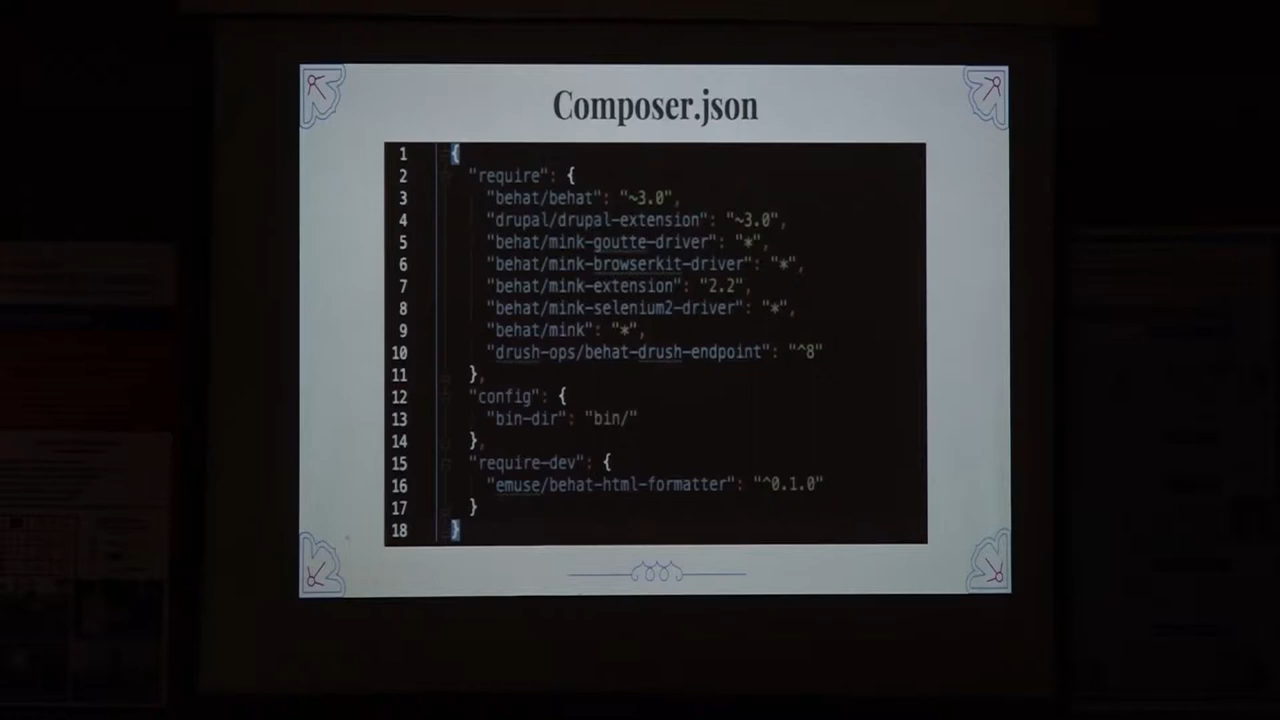 Composer.json
1 {
2 "require": {
3 "behat/behat": "~3.0",
4 "drupal/drupal-extension": "~3.0",
5 "behat/mink-goutte-driver": "*",
6 "behat/mink-browserkit-driver": "*",
7 "behat/mink-extension": "2.2",
8 "behat/mink-selenium2-driver": "*",
9 "behat/mink": "*",
10 "drush-ops/behat-drush-endpoint": "^8"
11 },
12 "config": {
13 "bin-dir": "bin/"
14 },
15 "require-dev": {
16 "emuse/behat-html-formatter": "^0.1.0"
17 }
18 }